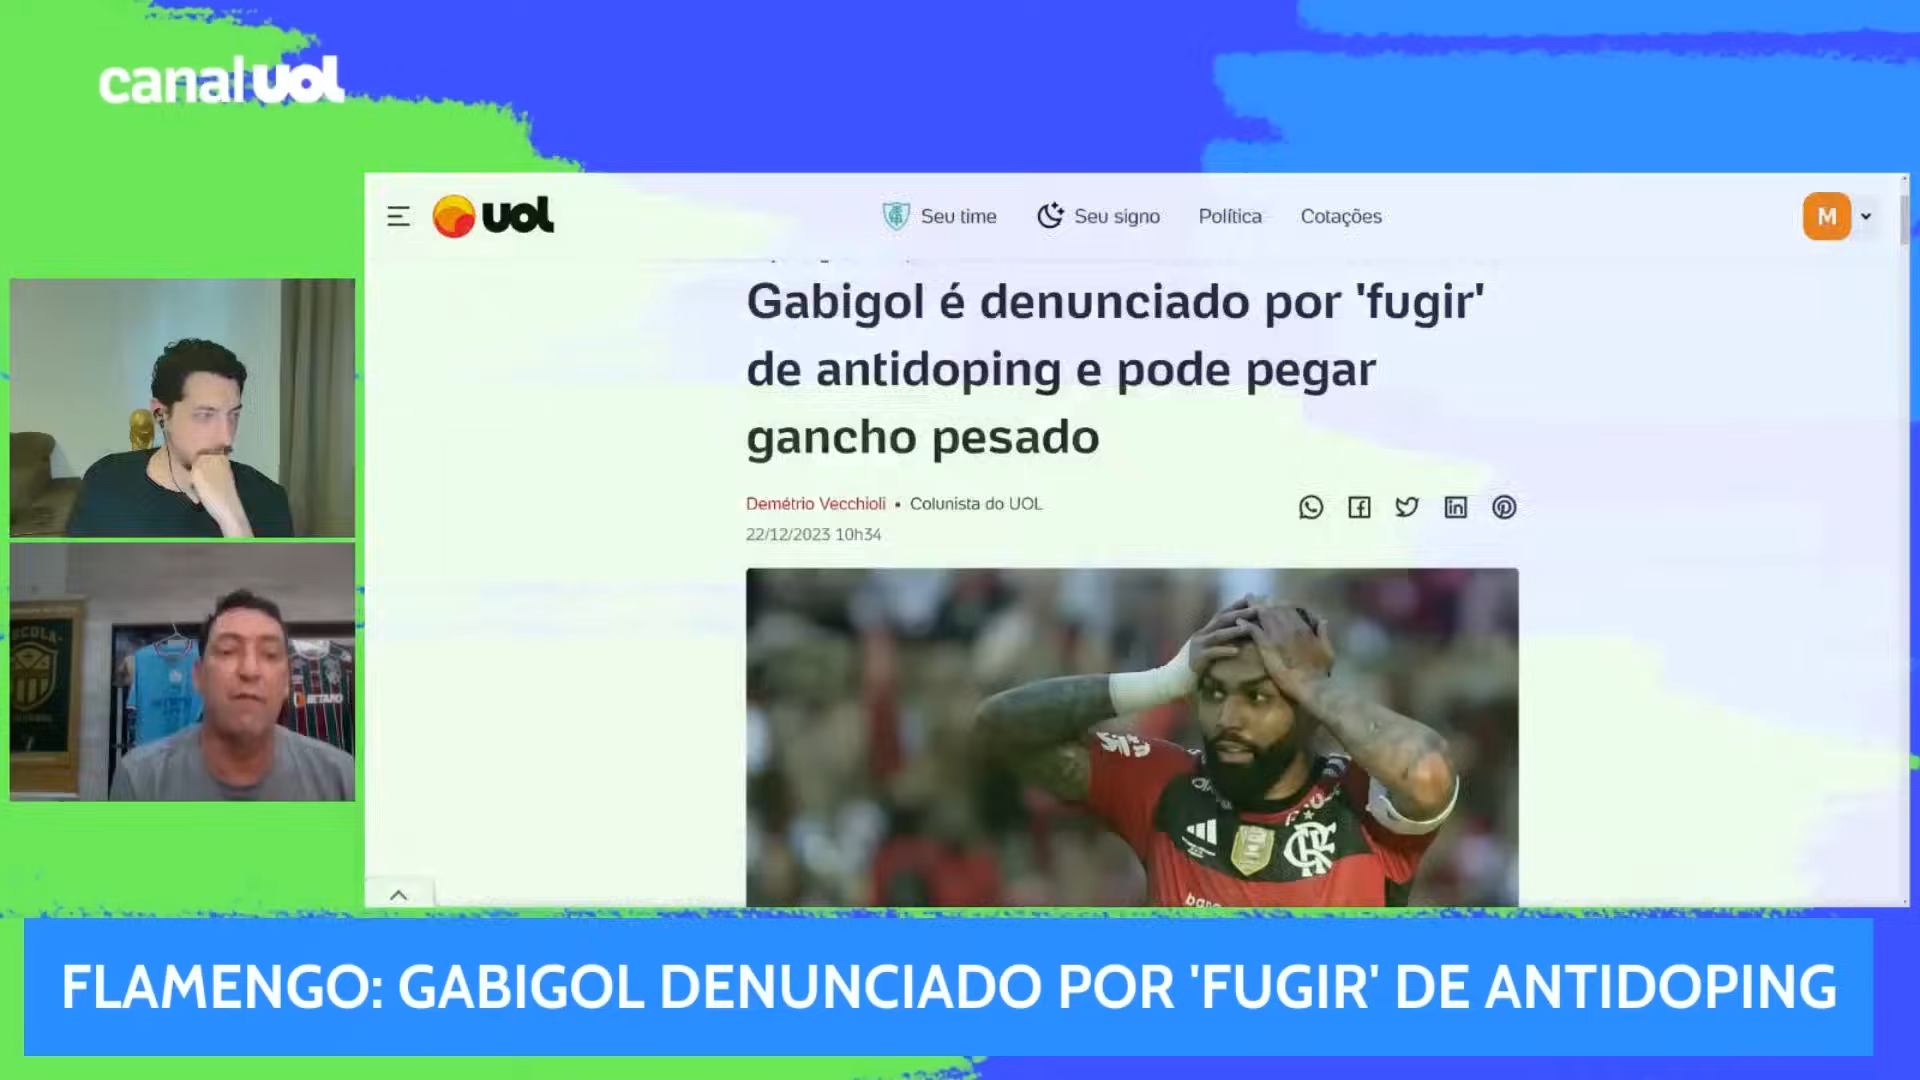 canal uol
uol
Seu time
Seu signo
Política
Cotações
M
Gabigol é denunciado por 'fugir'
de antidoping e pode pegar
gancho pesado
Demétrio Vecchioli • Colunista do UOL
22/12/2023 10h34
BETANO
FLAMENGO: GABIGOL DENUNCIADO POR 'FUGIR' DE ANTIDOPING